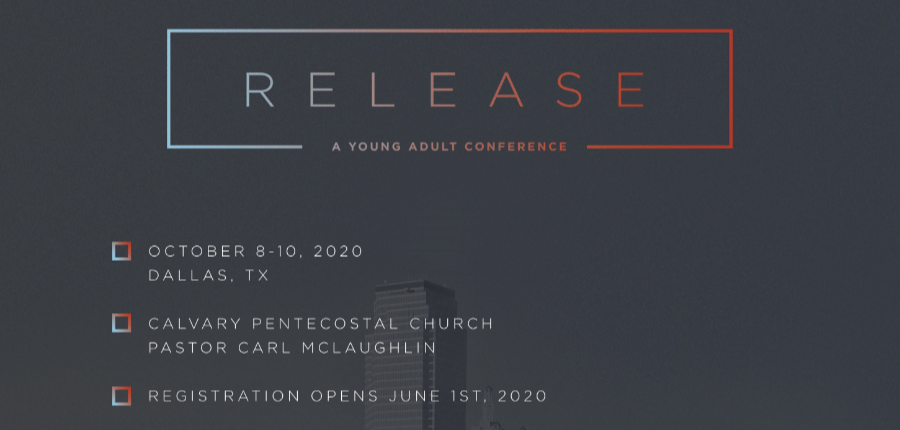 RELEASE
A YOUNG ADULT CONFERENCE
OCTOBER 8-10, 2020
DALLAS, TX
CALVARY PENTECOSTAL CHURCH
PASTOR CARL MCLAUGHLIN
REGISTRATION OPENS JUNE 1ST, 2020